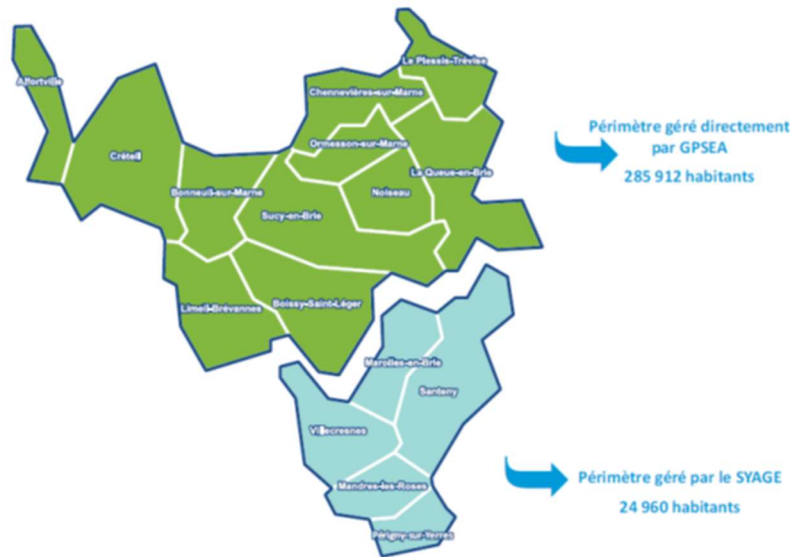 Le Plessis-Trévise
Alfortville
Chennevières-sur-Marne
Ormesson-sur-Marne
Créteil
La Queue-en-Brie
Bonneuil-sur-Marne
Noiseau
Sucy-en-Brie
Limeil-Brévannes
Boissy-Saint-Léger
Périmètre géré directement
par GPSEA
285 912 habitants
Marolles-en-Brie
Santeny
Villecresnes
Mandres-les-Roses
Périgny-sur-Yerres
Périmètre géré par le SYAGE
24 960 habitants